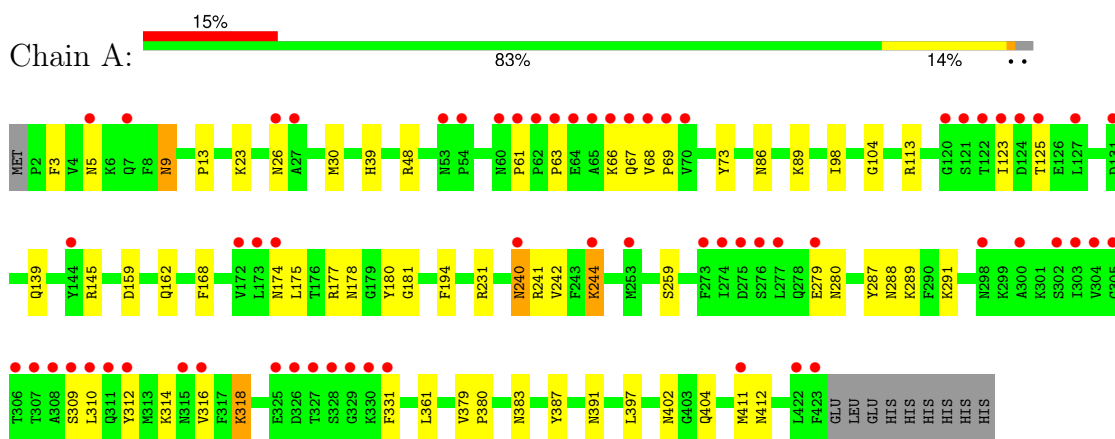 15%
Chain A:
83% 14% • •
MET P2 F3 V4 N5 K6 Q7 F8 N9 P13 K23 N26 A27 M30 H39 R48 N53 P54 N60 P61 P62 P63 E64 A65 K66 Q67 V68 P69 V70 Y73 N86 K89 I98 G104 R113 G120 S121 T122 I123 D124 T125 E126 L127 D131
Q139 Y144 R145 D159 Q162 F168 V172 L173 N174 L175 T176 R177 N178 G179 Y180 G181 F194 R231 N240 R241 V242 F243 K244 M253 S259 F273 I274 D275 S276 L277 Q278 E279 N280 Y287 N288 K289 F290 K291 N298 K299 A300 K301 S302 I303 V304
T306 T307 A308 S309 L310 Q311 Y312 M313 K314 N315 V316 F317 K318 E325 D326 T327 S328 G329 K330 F331 L361 V379 P380 N383 Y387 N391 L397 N402 G403 Q404 M411 N412 L422 F423 GLU LEU GLU HIS HIS HIS HIS HIS HIS